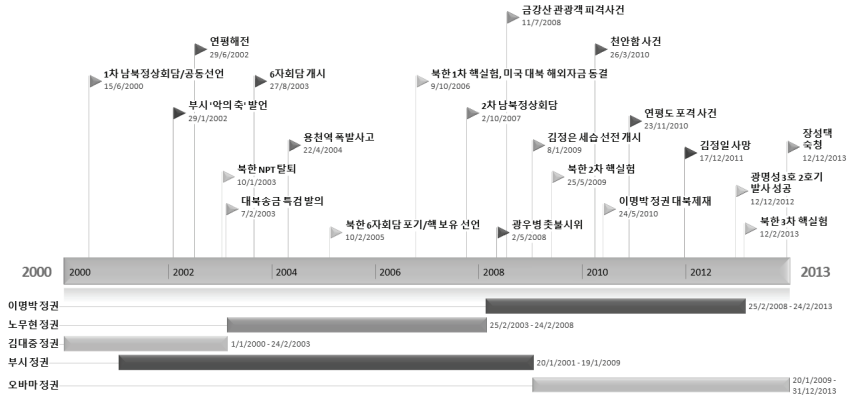 금강산 관광객 피격사건
11/7/2008
연평해전
29/6/2002
천안함 사건
26/3/2010
1차 남북정상회담/공동선언
15/6/2000
6자회담 개시
27/8/2003
북한 1차 핵실험, 미국 대북 해외자금 동결
9/10/2006
부시 '악의 축' 발언
29/1/2002
2차 남북정상회담
2/10/2007
연평도 포격 사건
23/11/2010
용천역 폭발사고
22/4/2004
김정은 세습 선전 개시
8/1/2009
김정일 사망
17/12/2011
장성택
숙청
12/12/2013
북한 NPT 탈퇴
10/1/2003
북한 2차 핵실험
25/5/2009
광명성 3호 2호기
발사 성공
12/12/2012
대북송금 특검 발의
7/2/2003
이명박 정권 대북제재
24/5/2010
북한 6자회담 포기/핵 보유 선언
10/2/2005
광우병 촛불시위
2/5/2008
북한 3차 핵실험
12/2/2013
2000
2000
2002
2004
2006
2008
2010
2012
2013
이명박 정권
25/2/2008 - 24/2/2013
노무현 정권
25/2/2003 - 24/2/2008
김대중 정권
1/1/2000 - 24/2/2003
부시 정권
20/1/2001 - 19/1/2009
오바마 정권
20/1/2009 -
31/12/2013